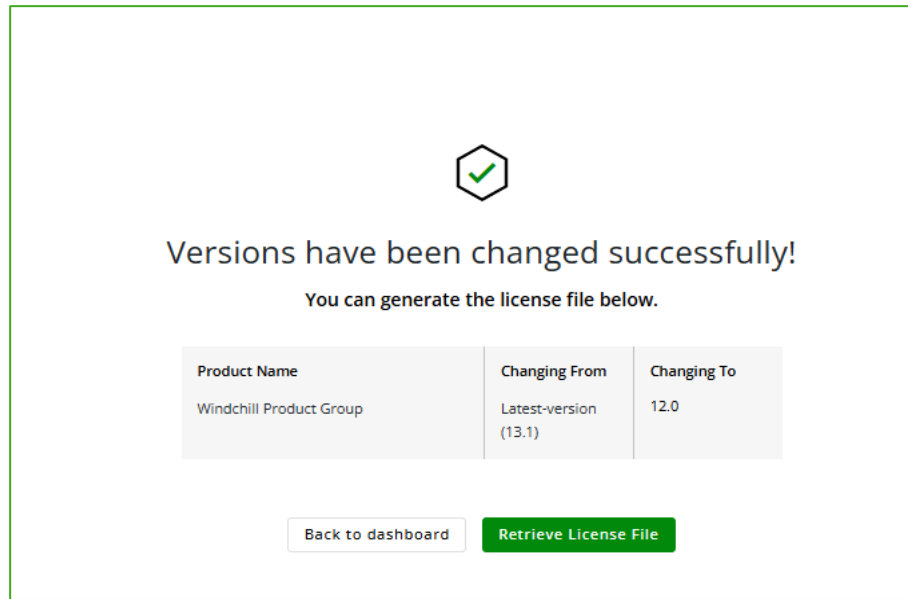 Versions have been changed successfully!
You can generate the license file below.
Product Name Changing From Changing To
Windchill Product Group Latest-version 12.0
(13.1)
Back to dashboard Retrieve License File